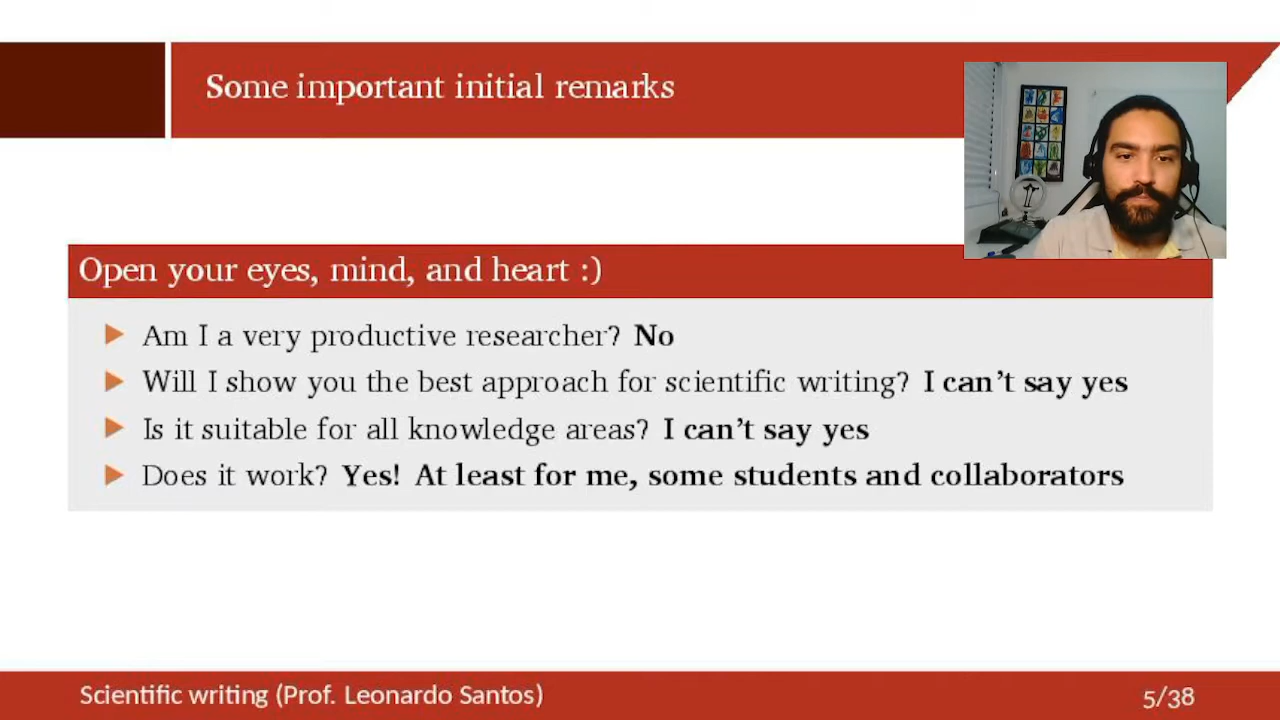 Some important initial remarks
Open your eyes, mind, and heart :)
Am I a very productive researcher? No
Will I show you the best approach for scientific writing? I can't say yes
Is it suitable for all knowledge areas? I can't say yes
Does it work? Yes! At least for me, some students and collaborators
Scientific writing (Prof. Leonardo Santos)
5/38